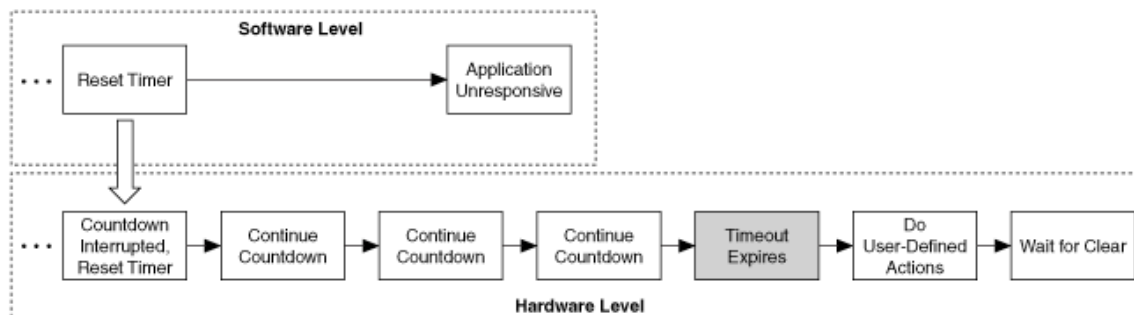 Software Level
• • •
Reset Timer
Application
Unresponsive
• • •
Countdown
Interrupted,
Reset Timer
Continue
Countdown
Continue
Countdown
Continue
Countdown
Timeout
Expires
Do
User-Defined
Actions
Wait for Clear
Hardware Level